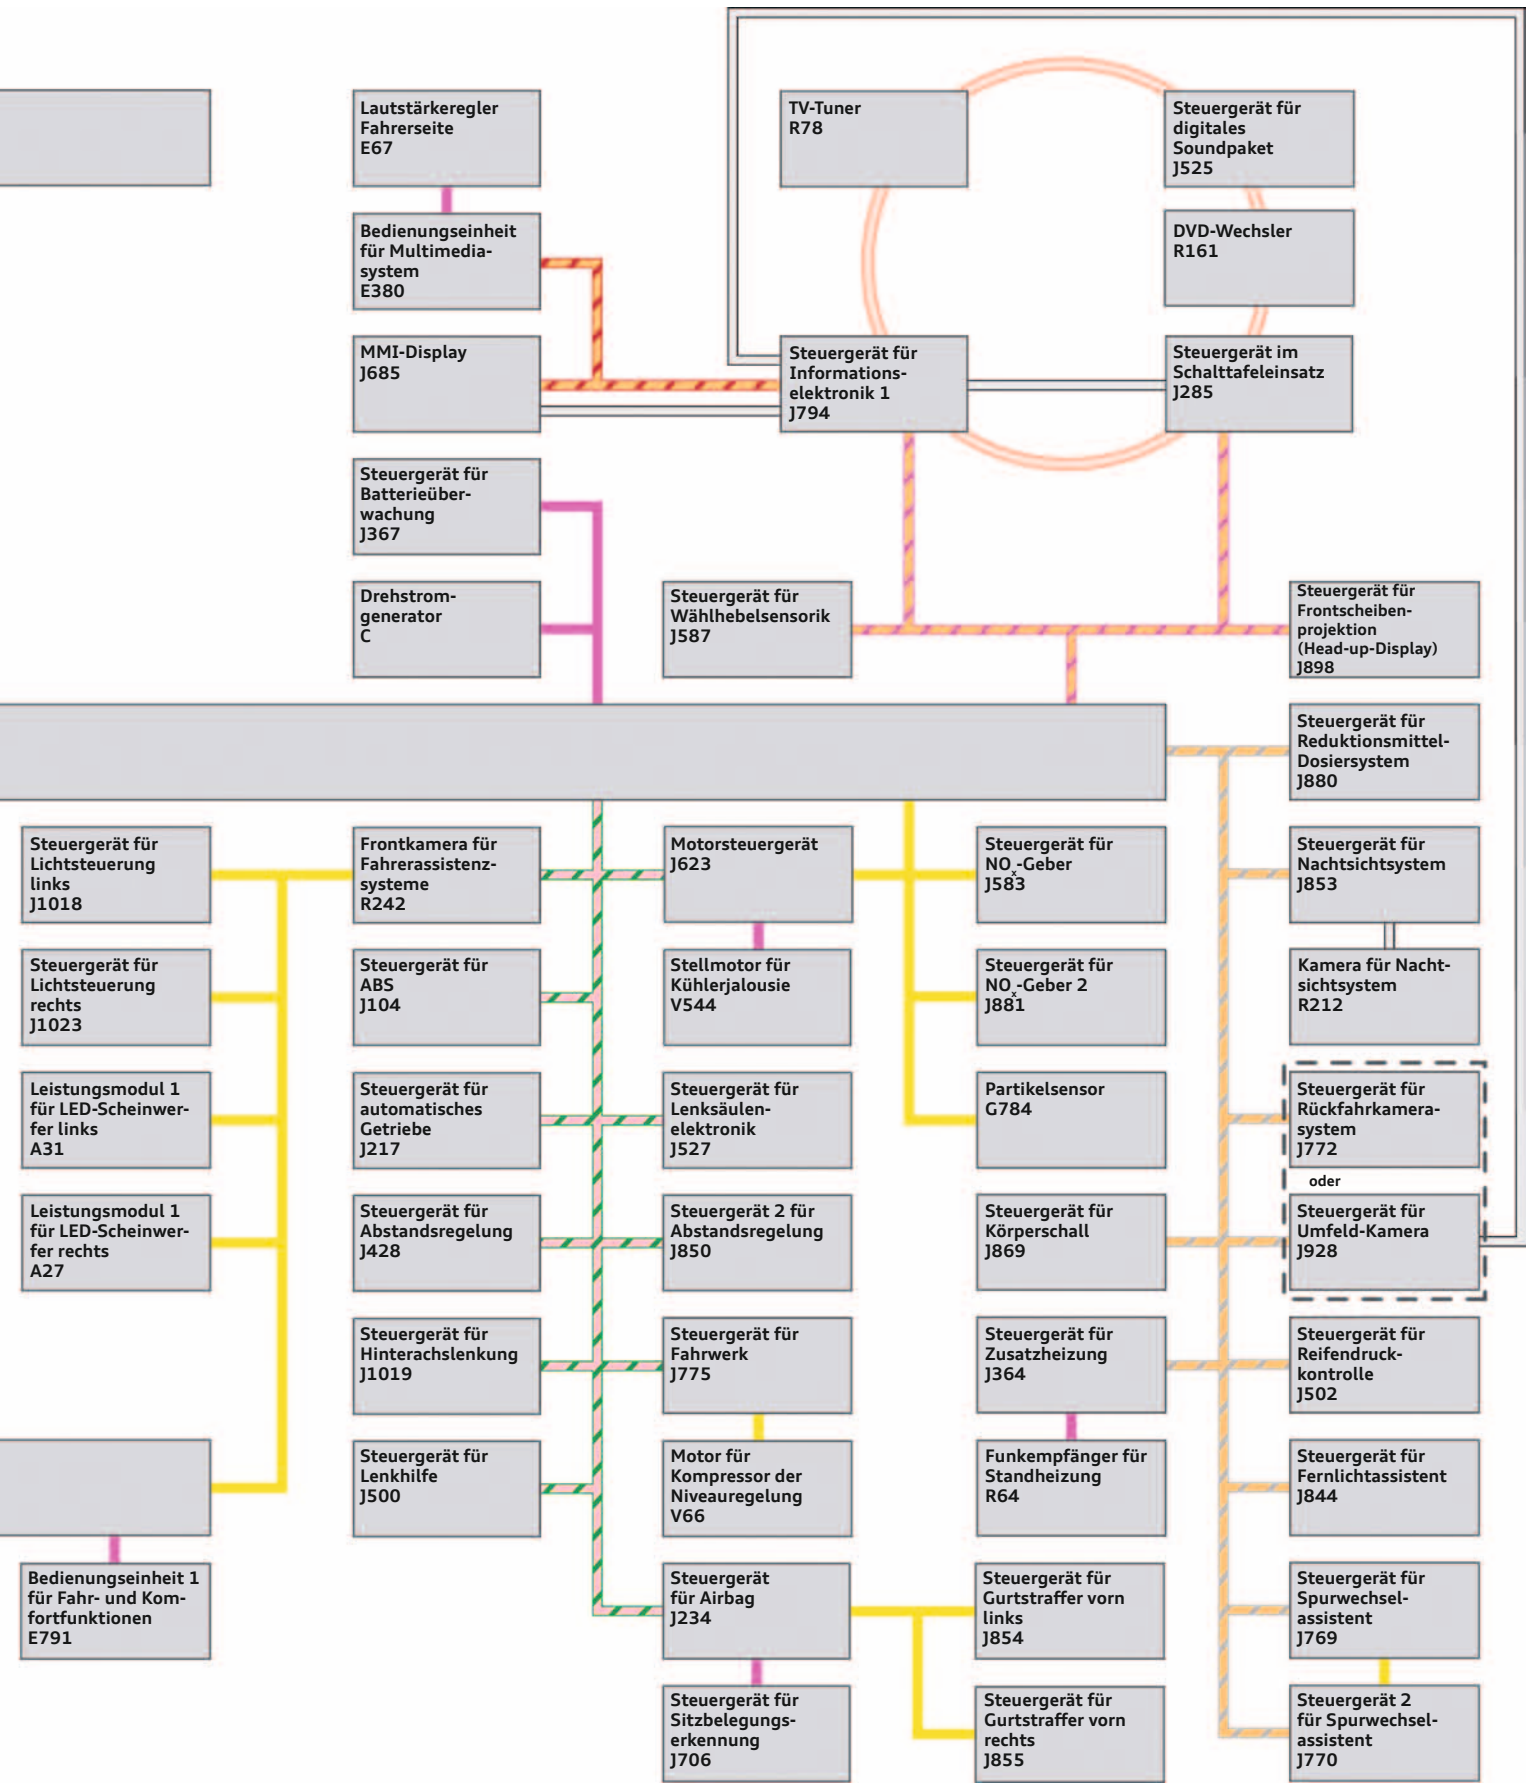 Lautstärkeregler
Fahrerseite
E67
TV-Tuner
R78
Steuergerät für
digitales
Soundpaket
J525
Bedienungseinheit
für Multimedia-
system
E380
DVD-Wechsler
R161
MMI-Display
J685
Steuergerät für
Informations-
elektronik 1
J794
Steuergerät im
Schalttafeleinsatz
J285
Steuergerät für
Batterieüber-
wachung
J367
Drehstrom-
generator
C
Steuergerät für
Wählhebelsensorik
J587
Steuergerät für
Frontscheiben-
projektion
(Head-up-Display)
J898
Steuergerät für
Reduktionsmittel-
Dosiersystem
J880
Steuergerät für
Lichtsteuerung
links
J1018
Frontkamera für
Fahrerassistenz-
systeme
R242
Motorsteuergerät
J623
Steuergerät für
NOx-Geber
J583
Steuergerät für
Nachtsichtsystem
J853
Steuergerät für
Lichtsteuerung
rechts
J1023
Steuergerät für
ABS
J104
Stellmotor für
Kühlerjalousie
V544
Steuergerät für
NOx-Geber 2
J881
Kamera für Nacht-
sichtsystem
R212
Leistungsmodul 1
für LED-Scheinwer-
fer links
A31
Steuergerät für
automatisches
Getriebe
J217
Steuergerät für
Lenksäulen-
elektronik
J527
Partikelsensor
G784
Steuergerät für
Rückfahrkamera-
system
J772
oder
Leistungsmodul 1
für LED-Scheinwer-
fer rechts
A27
Steuergerät für
Abstandsregelung
J428
Steuergerät 2 für
Abstandsregelung
J850
Steuergerät für
Körperschall
J869
Steuergerät für
Umfeld-Kamera
J928
Steuergerät für
Hinterachslenkung
J1019
Steuergerät für
Fahrwerk
J775
Steuergerät für
Zusatzheizung
J364
Steuergerät für
Reifendruck-
kontrolle
J502
Steuergerät für
Lenkhilfe
J500
Motor für
Kompressor der
Niveauregelung
V66
Funkempfänger für
Standheizung
R64
Steuergerät für
Fernlichtassistent
J844
Bedienungseinheit 1
für Fahr- und Kom-
fortfunktionen
E791
Steuergerät
für Airbag
J234
Steuergerät für
Gurtstraffer vorn
links
J854
Steuergerät für
Spurwechsel-
assistent
J769
Steuergerät für
Sitzbelegungs-
erkennung
J706
Steuergerät für
Gurtstraffer vorn
rechts
J855
Steuergerät 2
für Spurwechsel-
assistent
J770